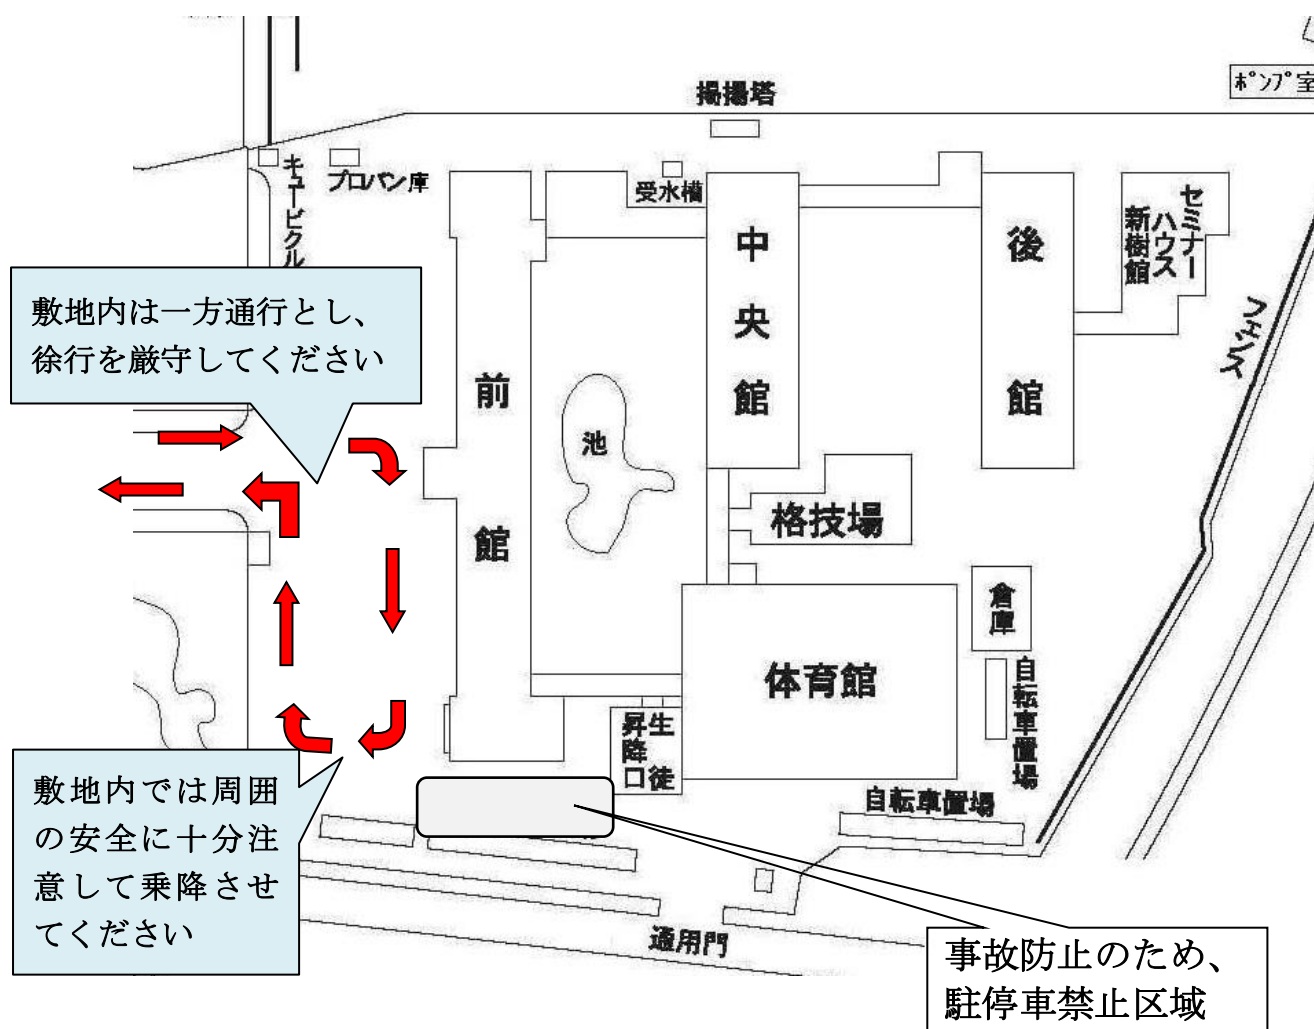 ポンプ室
掲揚塔
キュービクル
プロパン庫
受水槽
中央館
後館
セミナー
ハウス
新樹館
フェンス
敷地内は一方通行とし、
徐行を厳守してください
前館
池
格技場
倉庫
体育館
自転車置場
生徒
昇降口
敷地内では周囲
の安全に十分注
意して乗降させ
てください
自転車置場
通用門
事故防止のため、
駐停車禁止区域